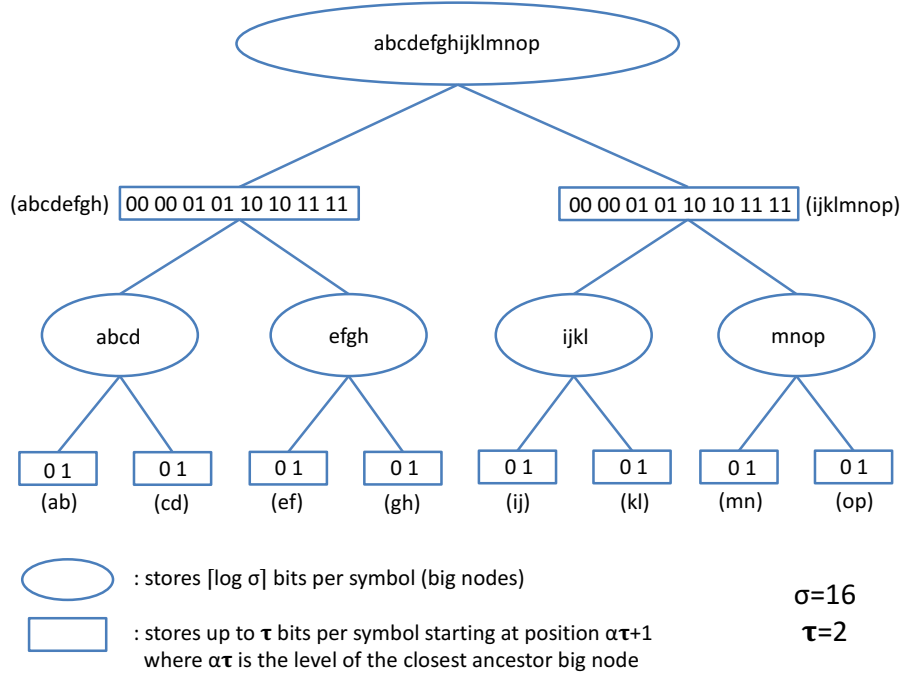 abcdefghijklmnop
(abcdefgh) 00 00 01 01 10 10 11 11
00 00 01 01 10 10 11 11 (ijklmnop)
abcd
efgh
ijkl
mnop
0 1
0 1
0 1
0 1
0 1
0 1
0 1
0 1
(ab)
(cd)
(ef)
(gh)
(ij)
(kl)
(mn)
(op)
: stores ⌈log σ⌉ bits per symbol (big nodes)
: stores up to τ bits per symbol starting at position ατ+1
where ατ is the level of the closest ancestor big node
σ=16
τ=2